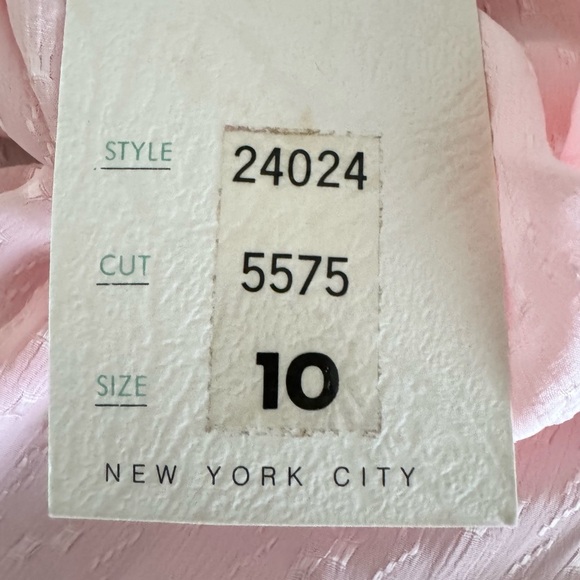 STYLE 24024
CUT 5575
SIZE 10
NEW YORK CITY